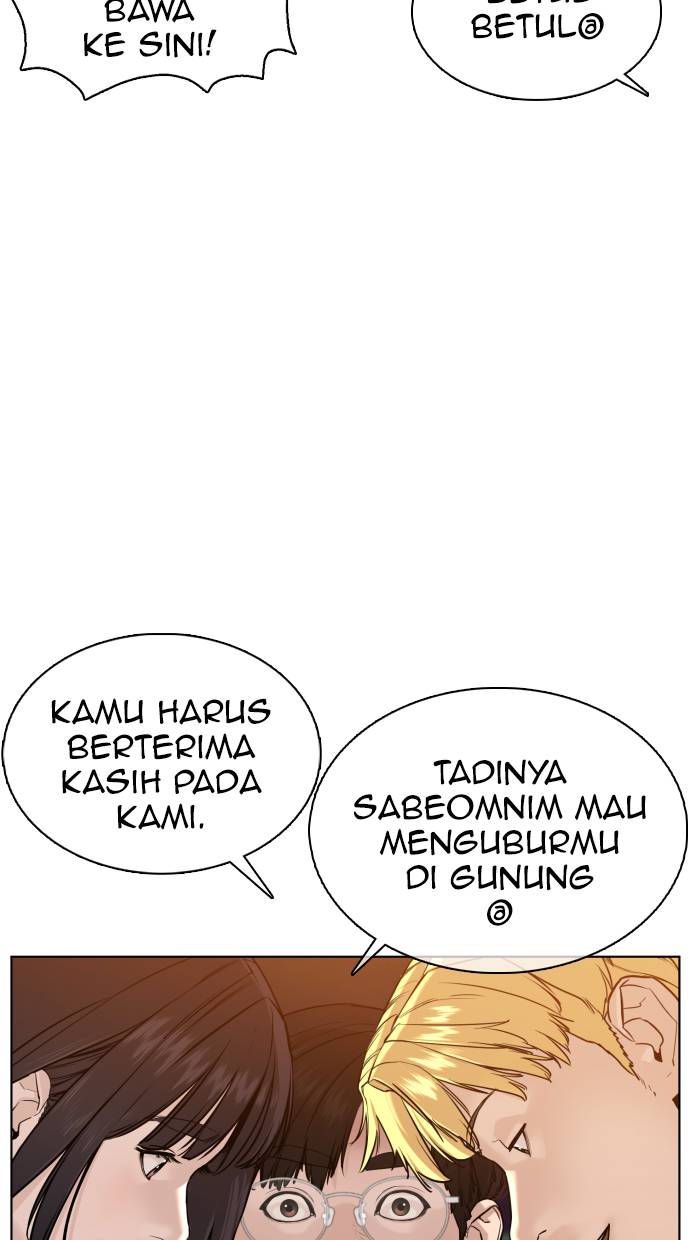 BAWA
KE SINI!
BETUL@
KAMU HARUS
BERTERIMA
KASIH PADA
KAMI.
TADINYA
SABEOMNIM MAU
MENGUBURMU
DI GUNUNG
@